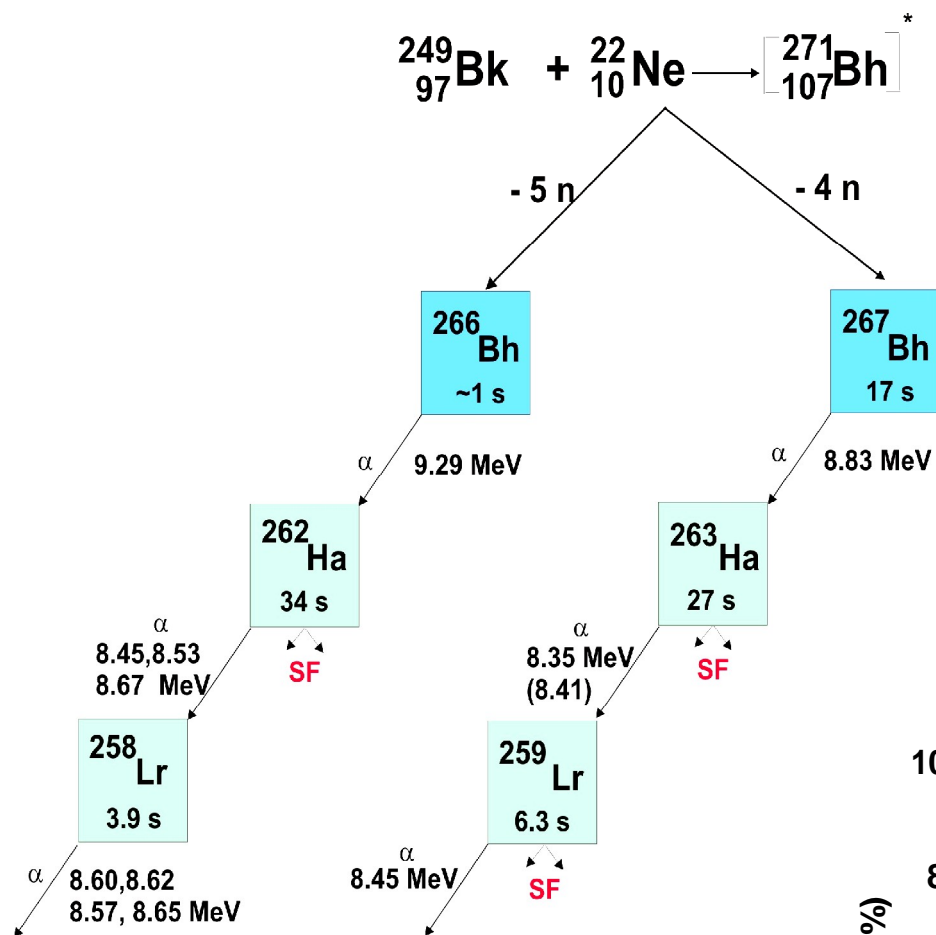 249 97 Bk + 22 10 Ne → [271 107 Bh]*
- 5 n - 4 n
266 Bh
~1 s
267 Bh
17 s
α 9.29 MeV
α 8.83 MeV
262 Ha
34 s
263 Ha
27 s
α
8.45,8.53
8.67 MeV
SF
α
8.35 MeV
(8.41)
SF
258 Lr
3.9 s
259 Lr
6.3 s
α 8.60,8.62
8.57, 8.65 MeV
α
8.45 MeV
SF
10
8
(%)